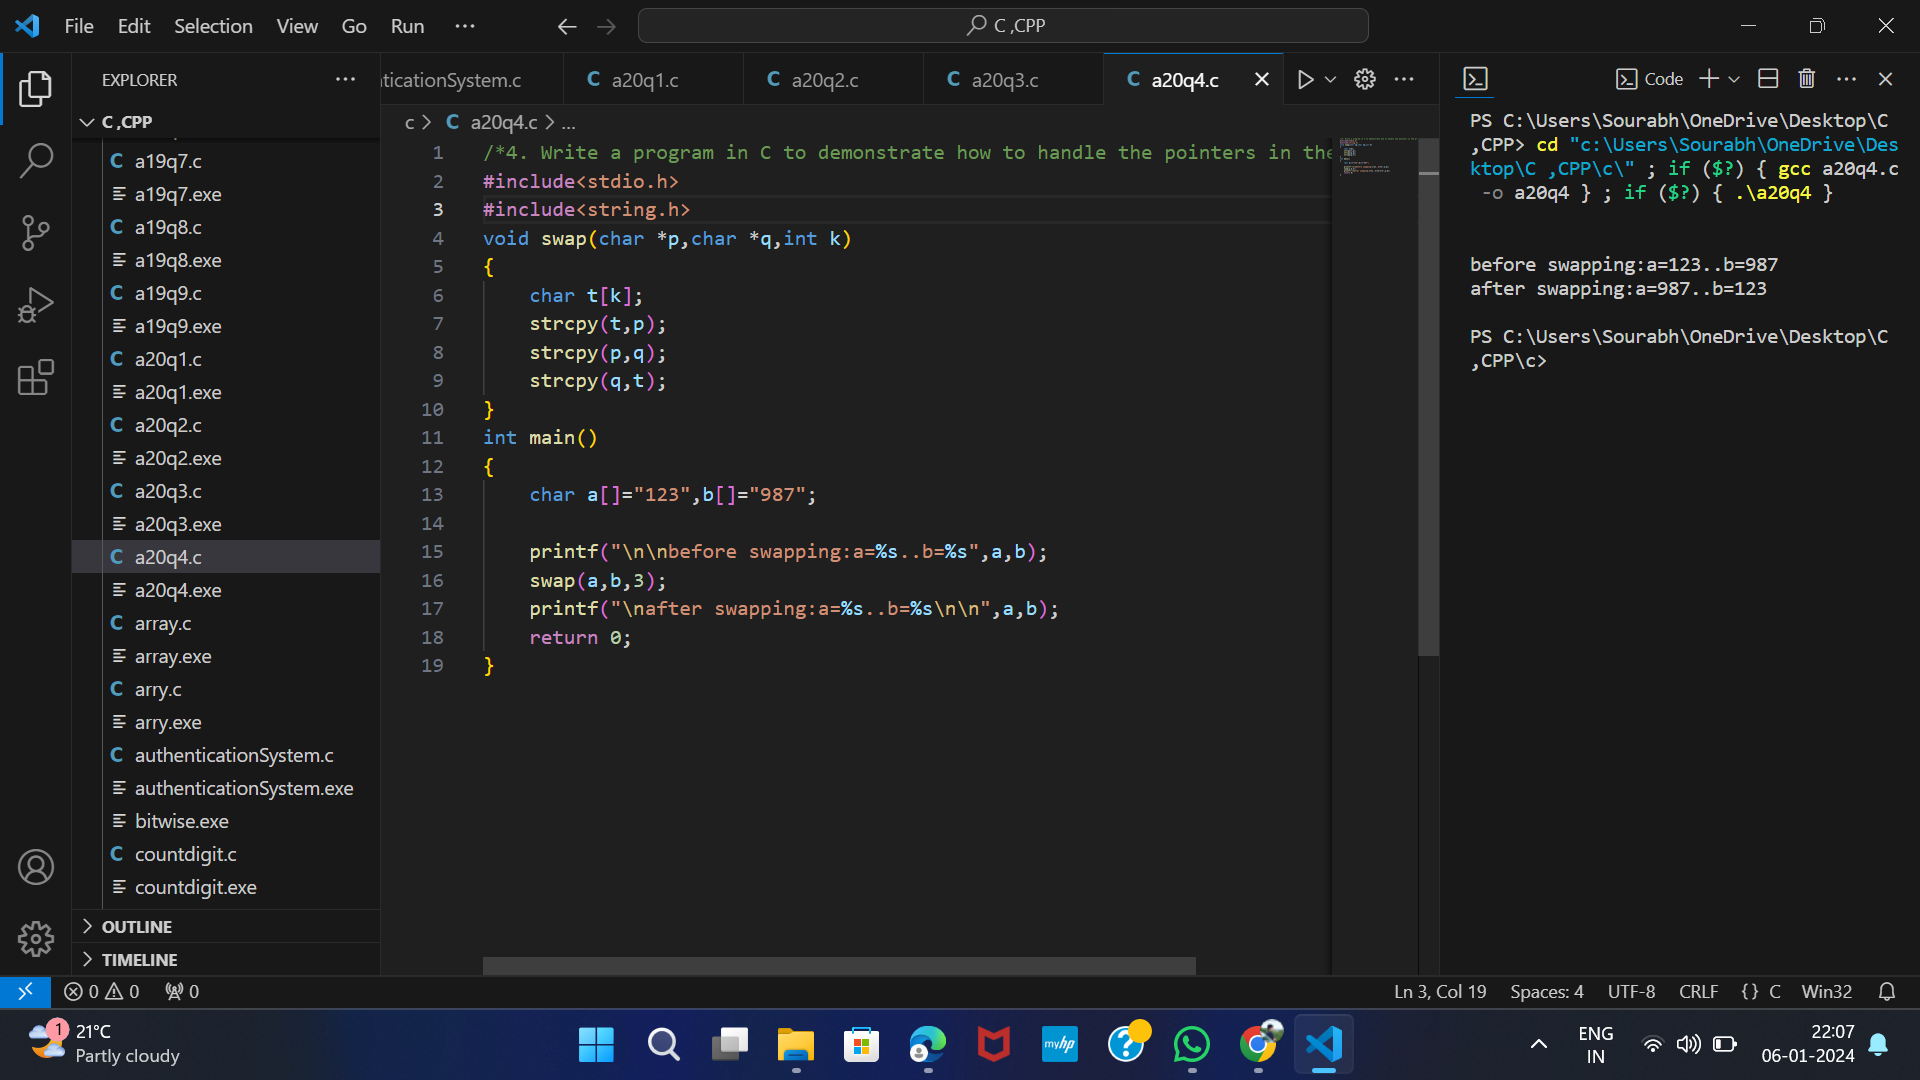 File Edit Selection View Go Run ...
C ,CPP
EXPLORER ...
C ,CPP
a19q7.c
a19q7.exe
a19q8.c
a19q8.exe
a19q9.c
a19q9.exe
a20q1.c
a20q1.exe
a20q2.c
a20q2.exe
a20q3.c
a20q3.exe
a20q4.c
a20q4.exe
array.c
array.exe
arry.c
arry.exe
authenticationSystem.c
authenticationSystem.exe
bitwise.exe
countdigit.c
countdigit.exe
OUTLINE
TIMELINE
ticationSystem.c C a20q1.c C a20q2.c C a20q3.c C a20q4.c
c > C a20q4.c > ...
1 /*4. Write a program in C to demonstrate how to handle the pointers in the
2 #include<stdio.h>
3 #include<string.h>
4 void swap(char *p,char *q,int k)
5 {
6 char t[k];
7 strcpy(t,p);
8 strcpy(p,q);
9 strcpy(q,t);
10 }
11 int main()
12 {
13 char a[]="123",b[]="987";
14
15 printf("\n\nbefore swapping:a=%s..b=%s",a,b);
16 swap(a,b,3);
17 printf("\nafter swapping:a=%s..b=%s\n\n",a,b);
18 return 0;
19 }
Code
PS C:\Users\Sourabh\OneDrive\Desktop\C
,CPP> cd "c:\Users\Sourabh\OneDrive\Des
ktop\C ,CPP\c\" ; if ($?) { gcc a20q4.c
-o a20q4 } ; if ($?) { .\a20q4 }
before swapping:a=123..b=987
after swapping:a=987..b=123
PS C:\Users\Sourabh\OneDrive\Desktop\C
,CPP\c>
0 0 0
Ln 3, Col 19 Spaces: 4 UTF-8 CRLF {} C Win32
1
21°C
Partly cloudy
myhp
ENG
IN
22:07
06-01-2024